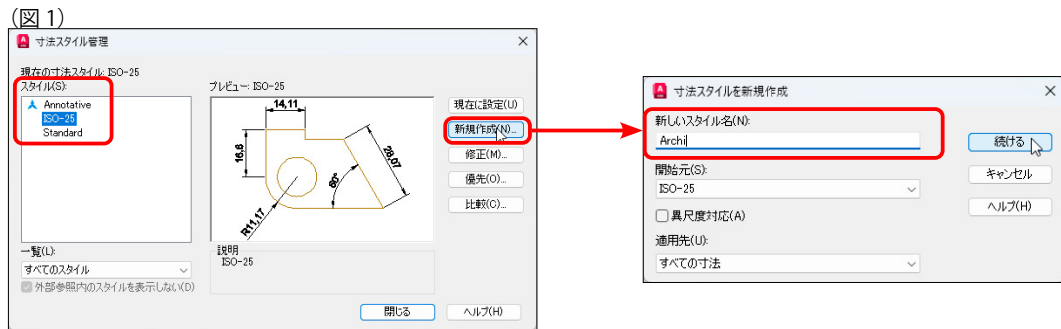 (図 1)
寸法スタイル管理
現在の寸法スタイル: ISO-25
スタイル(S):
Annotative
ISO-25
Standard
一覧(L):
すべてのスタイル
外部参照内のスタイルを表示しない(D)
プレビュー: ISO-25
14,11
16,6
28,07
60°
R11,17
説明
ISO-25
現在に設定(U)
新規作成(N)...
修正(M)...
優先(O)...
比較(C)...
閉じる
ヘルプ(H)
寸法スタイルを新規作成
新しいスタイル名(N):
Archi
開始元(S):
ISO-25
異尺度対応(A)
適用先(U):
すべての寸法
続ける
キャンセル
ヘルプ(H)